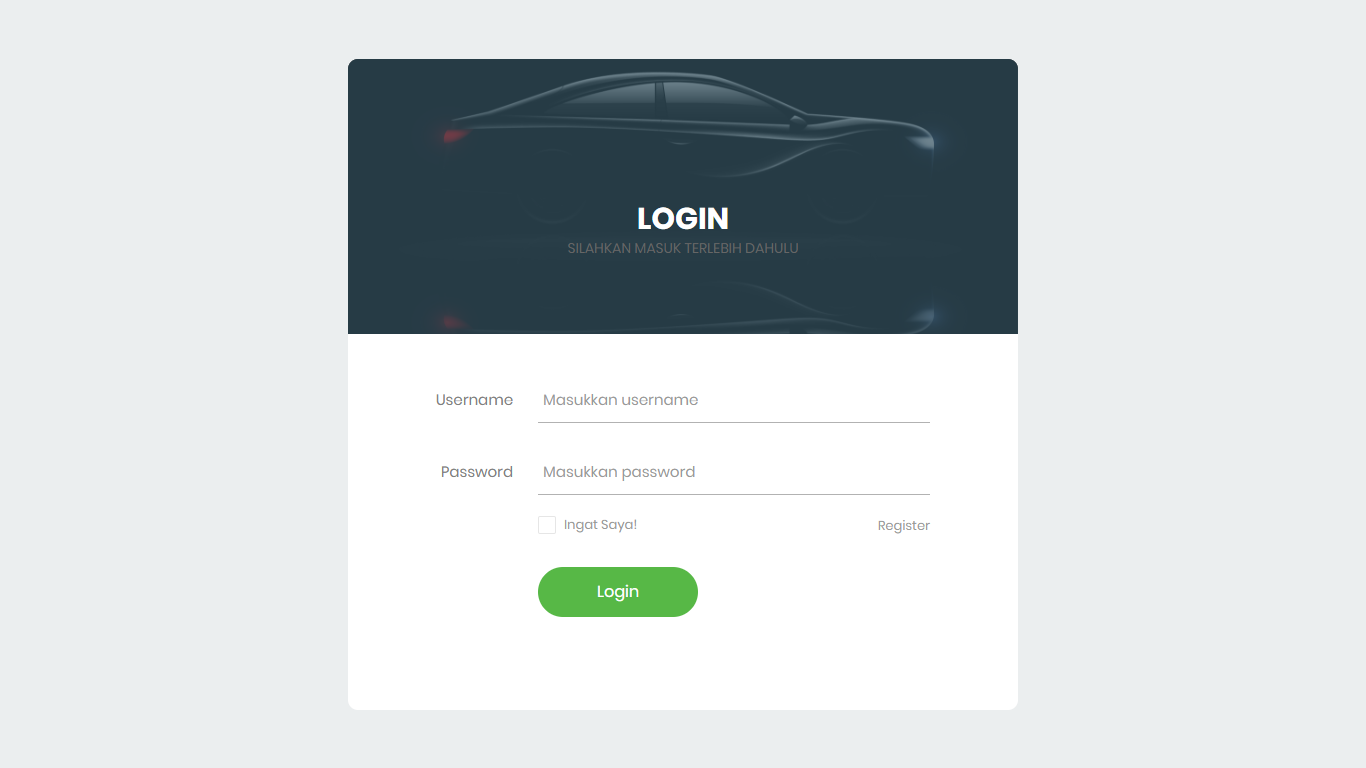 LOGIN
SILAHKAN MASUK TERLEBIH DAHULU
Username
Masukkan username
Password
Masukkan password
Ingat Saya!
Register
Login